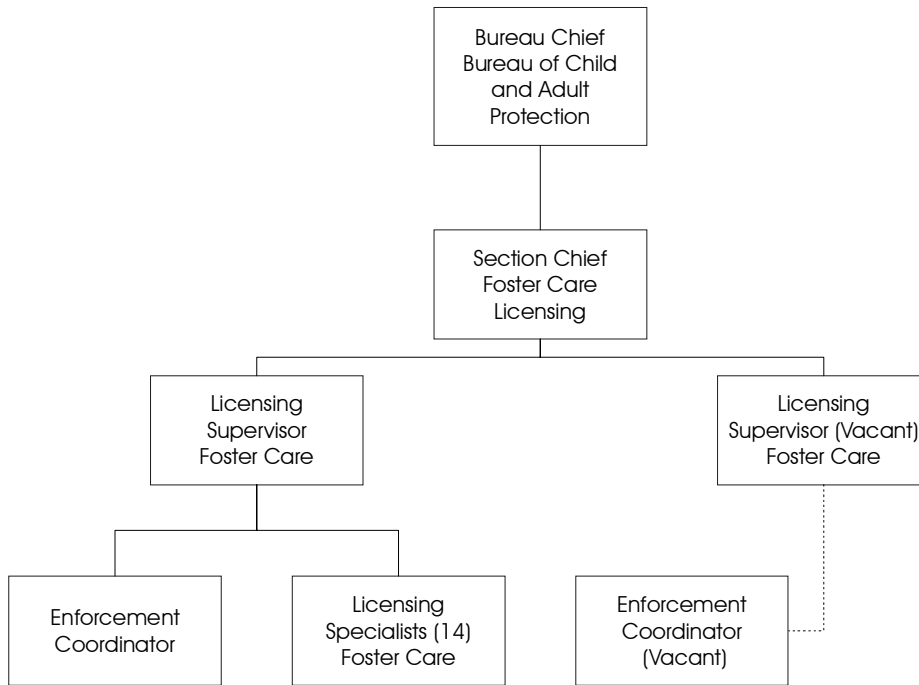 Bureau Chief
Bureau of Child
and Adult
Protection
Section Chief
Foster Care
Licensing
Licensing
Supervisor
Foster Care
Licensing
Supervisor (Vacant)
Foster Care
Enforcement
Coordinator
Licensing
Specialists (14)
Foster Care
Enforcement
Coordinator
(Vacant)